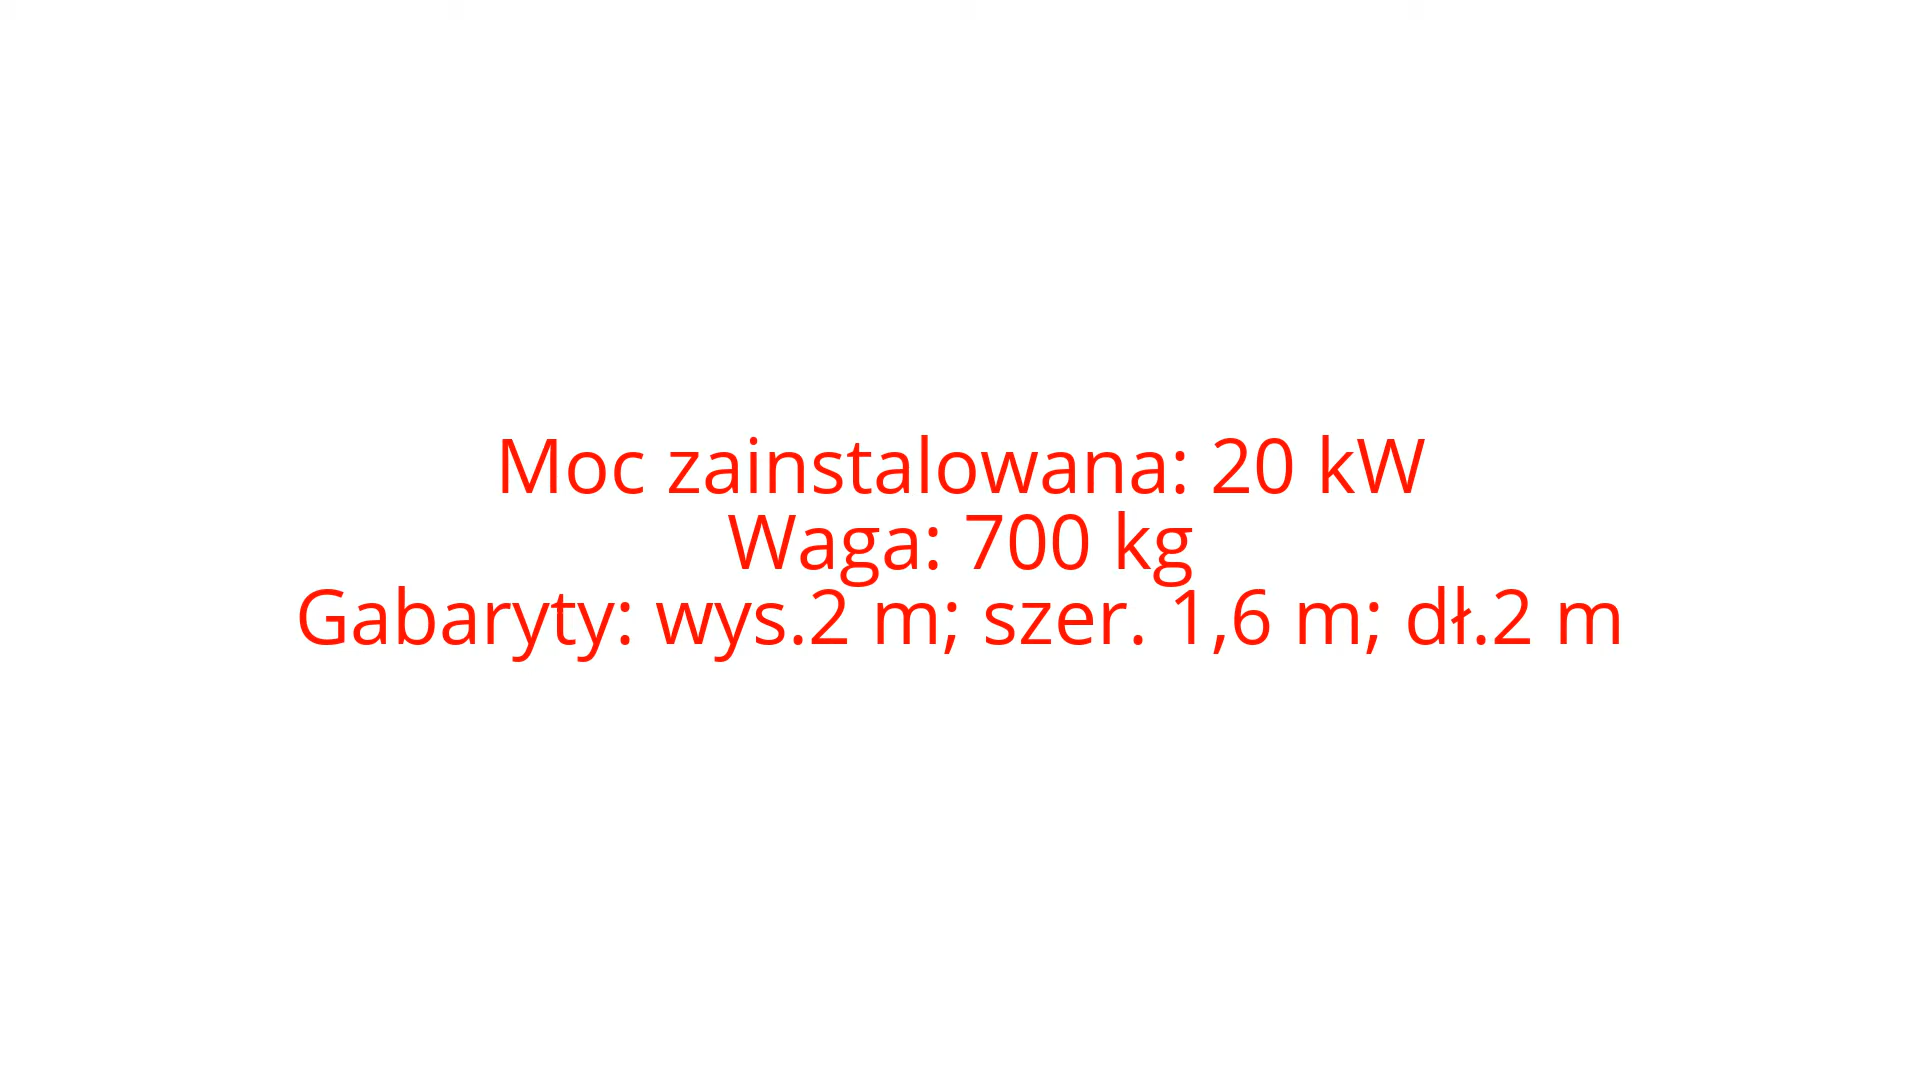 Moc zainstalowana: 20 kW
Waga: 700 kg
Gabaryty: wys.2 m; szer. 1,6 m; dł.2 m